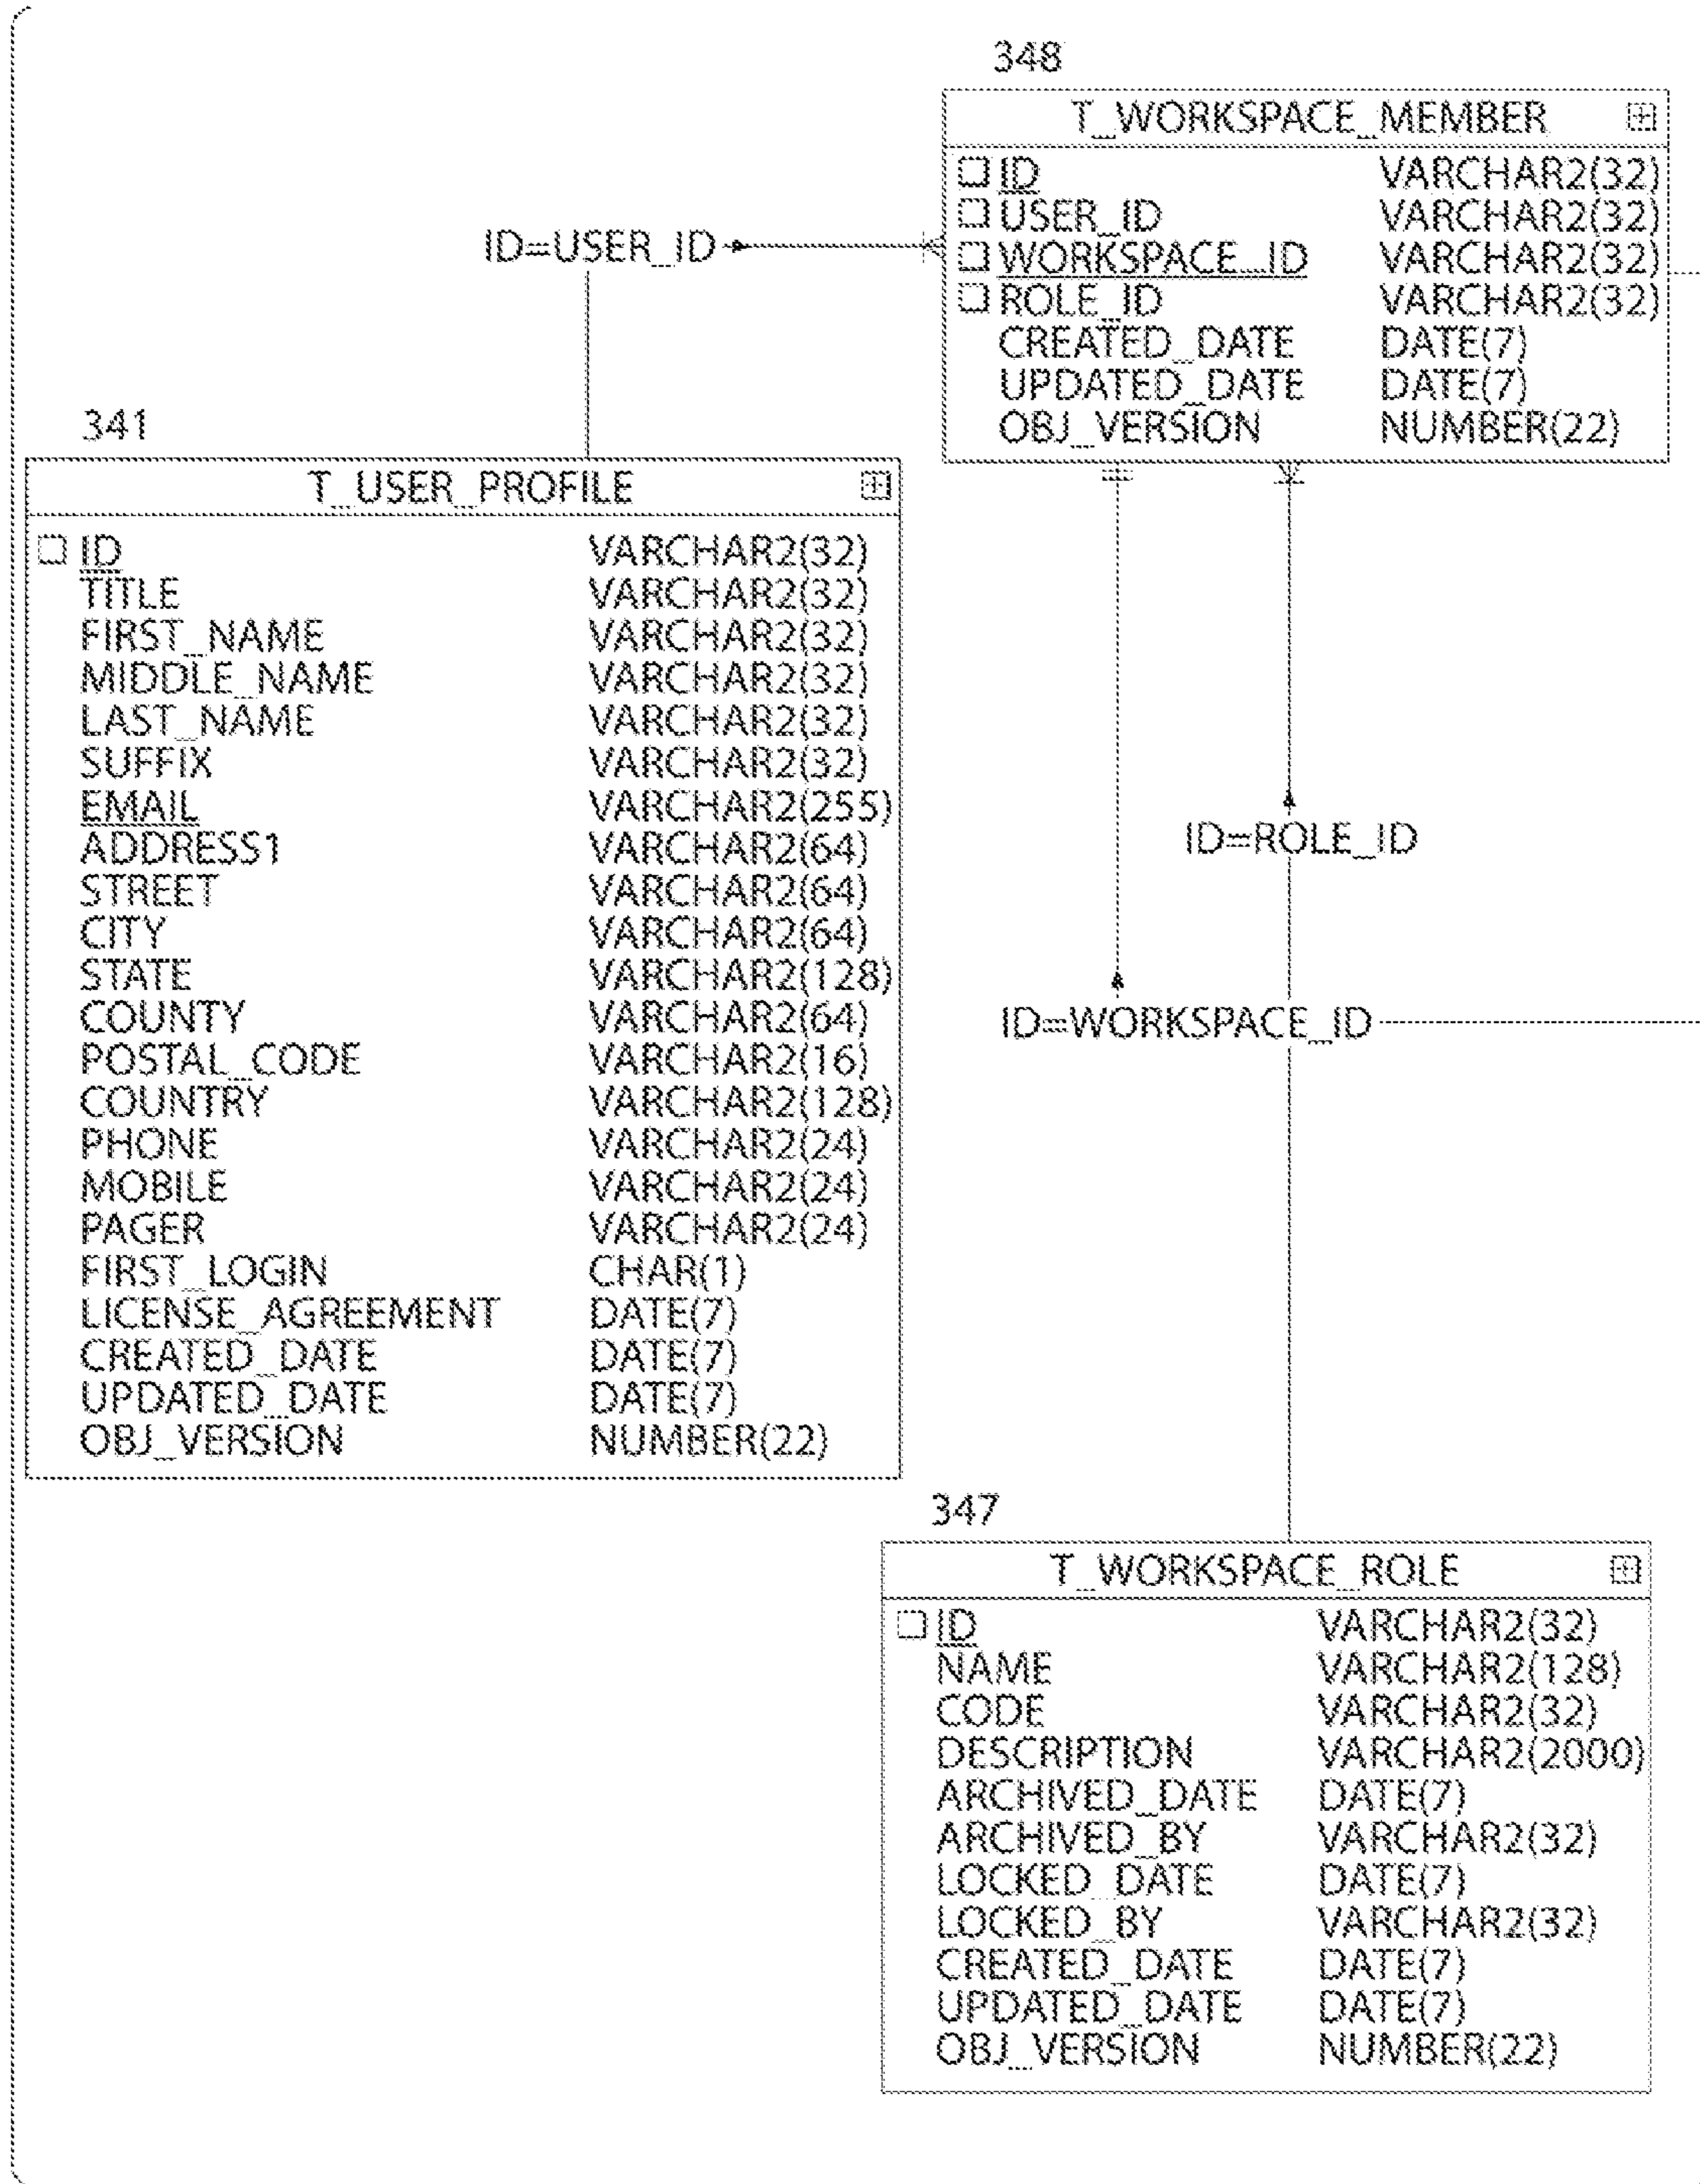 348
T_WORKSPACE_MEMBER
ID VARCHAR2(32)
USER_ID VARCHAR2(32)
WORKSPACE_ID VARCHAR2(32)
ROLE_ID VARCHAR2(32)
CREATED_DATE DATE(7)
UPDATED_DATE DATE(7)
OBJ_VERSION NUMBER(22)
ID=USER_ID
341
T_USER_PROFILE
ID VARCHAR2(32)
TITLE VARCHAR2(32)
FIRST_NAME VARCHAR2(32)
MIDDLE_NAME VARCHAR2(32)
LAST_NAME VARCHAR2(32)
SUFFIX VARCHAR2(32)
EMAIL VARCHAR2(255)
ADDRESS1 VARCHAR2(64)
STREET VARCHAR2(64)
CITY VARCHAR2(64)
STATE VARCHAR2(128)
COUNTY VARCHAR2(64)
POSTAL_CODE VARCHAR2(16)
COUNTRY VARCHAR2(128)
PHONE VARCHAR2(24)
MOBILE VARCHAR2(24)
PAGER VARCHAR2(24)
FIRST_LOGIN CHAR(1)
LICENSE_AGREEMENT DATE(7)
CREATED_DATE DATE(7)
UPDATED_DATE DATE(7)
OBJ_VERSION NUMBER(22)
ID=ROLE_ID
ID=WORKSPACE_ID
347
T_WORKSPACE_ROLE
ID VARCHAR2(32)
NAME VARCHAR2(128)
CODE VARCHAR2(32)
DESCRIPTION VARCHAR2(2000)
ARCHIVED_DATE DATE(7)
ARCHIVED_BY VARCHAR2(32)
LOCKED_DATE DATE(7)
LOCKED_BY VARCHAR2(32)
CREATED_DATE DATE(7)
UPDATED_DATE DATE(7)
OBJ_VERSION NUMBER(22)